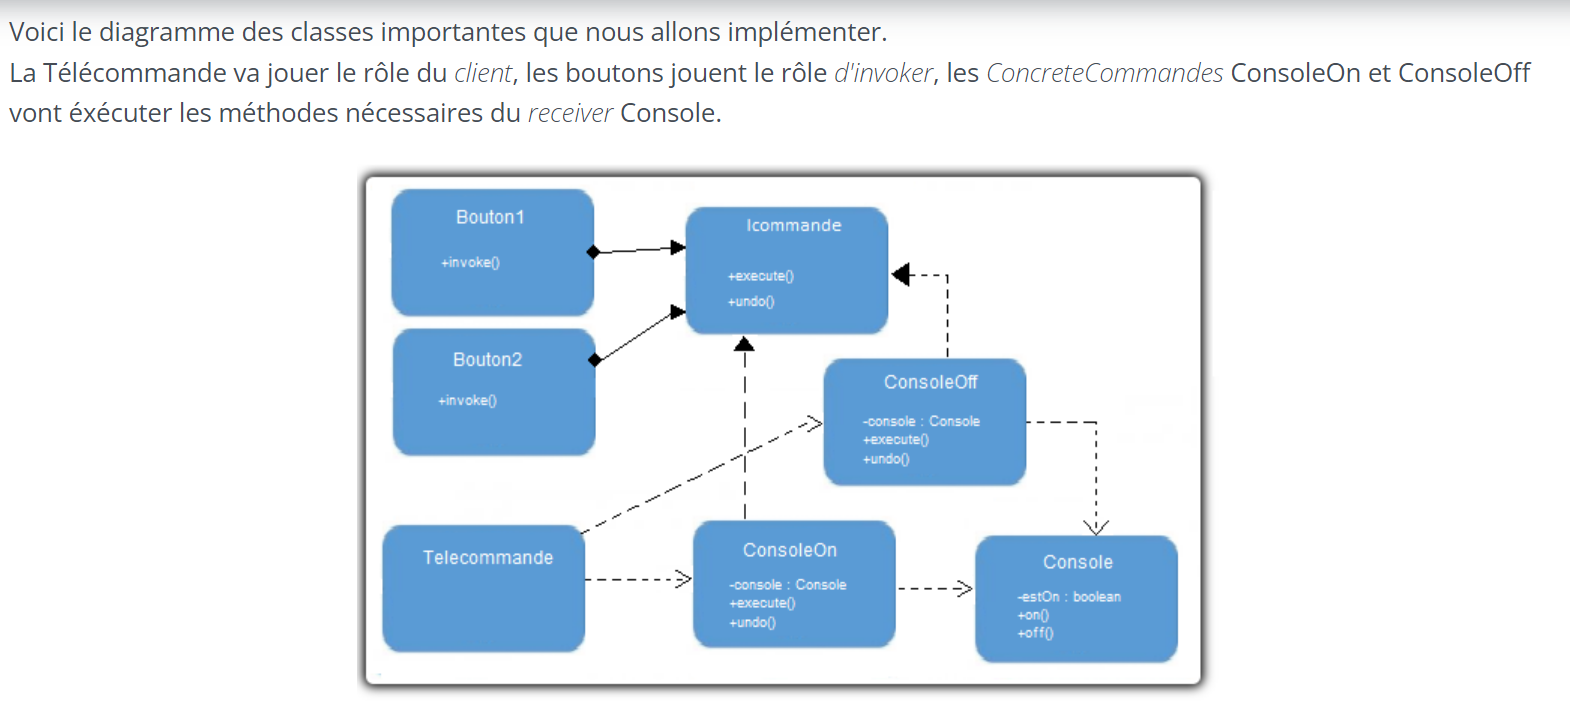 Voici le diagramme des classes importantes que nous allons implémenter.
La Télécommande va jouer le rôle du client, les boutons jouent le rôle d'invoker, les ConcreteCommandes ConsoleOn et ConsoleOff
vont éxécuter les méthodes nécessaires du receiver Console.
Bouton1
+invoke()
Icommande
+execute()
+undo()
Bouton2
+invoke()
ConsoleOff
-console : Console
+execute()
+undo()
Telecommande
ConsoleOn
-console : Console
+execute()
+undo()
Console
-estOn : boolean
+on()
+off()